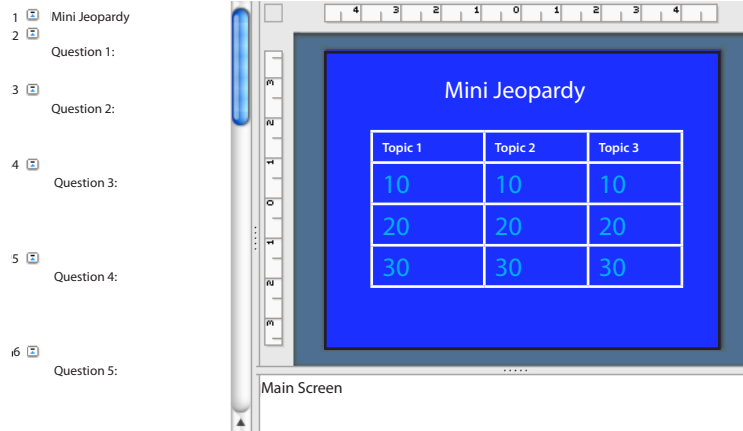 1 Mini Jeopardy
2
Question 1:
3
Question 2:
4
Question 3:
5
Question 4:
6
Question 5:
4 3 2 1 0 1 2 3 4
3
2
1
0
1
2
3
Mini Jeopardy
Topic 1 Topic 2 Topic 3
10 10 10
20 20 20
30 30 30
Main Screen